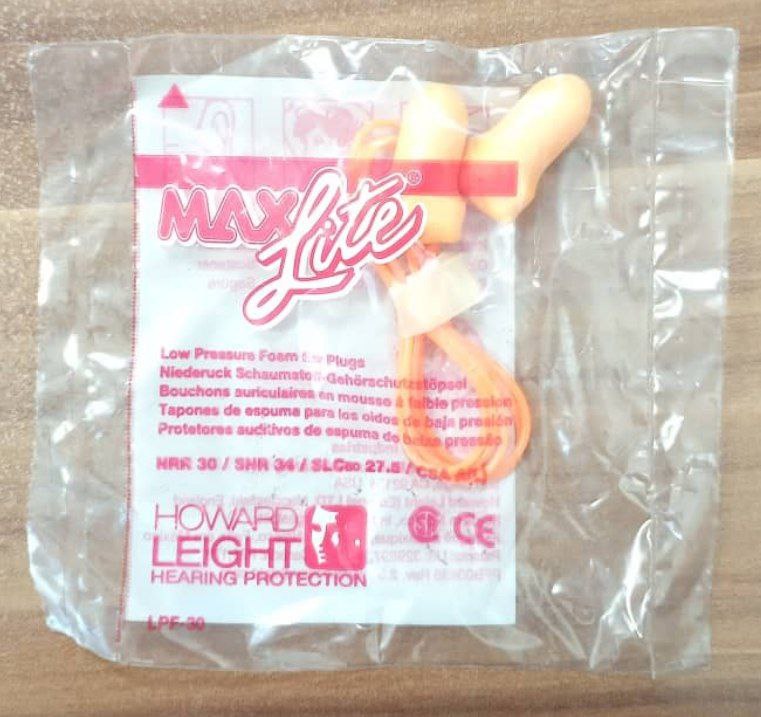 MAX Lite®
Low Pressure Foam Ear Plugs
Niederuck Schaumstoff-Gehörschutzstöpsel
Bouchons auriculaires en mousse à faible pression
Tapones de espuma para los oidos de baja presión
Protetores auditivos de espuma de baixa pressão
NRR 30 / SNR 34 / SLC80 27.5 / CSA
HOWARD
LEIGHT
HEARING PROTECTION
CE
LPF-30